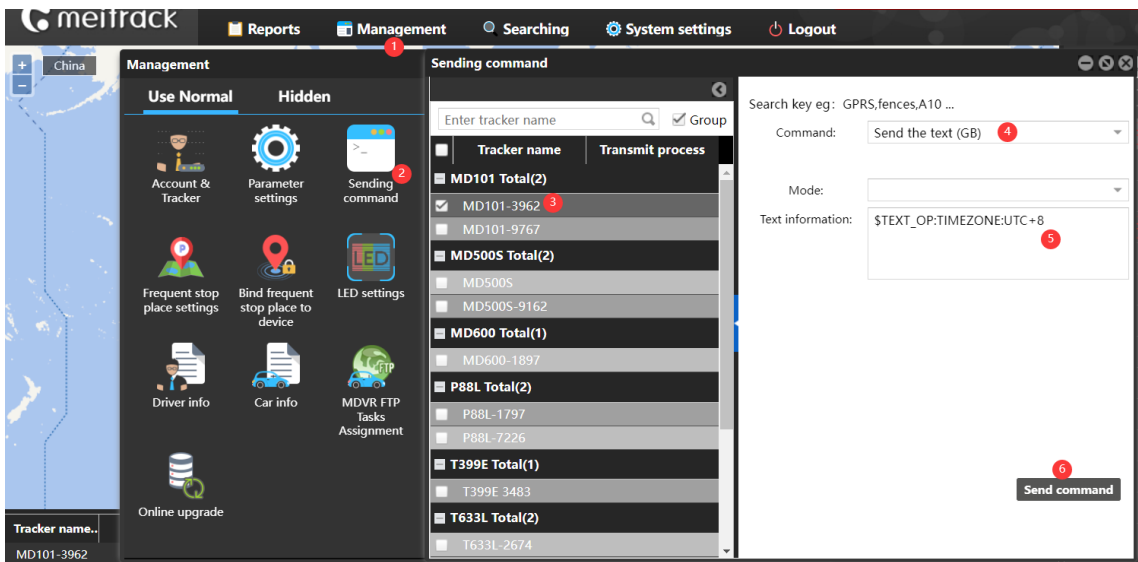 meitrack
Reports
Management
Searching
System settings
Logout
1
+
China
−
Management
Use Normal
Hidden
Account &
Tracker
Parameter
settings
>_
Sending
command
2
P
Frequent stop
place settings
Bind frequent
stop place to
device
LED
LED settings
Driver info
Car info
FTP
MDVR FTP
Tasks
Assignment
Online upgrade
Tracker name..
MD101-3962
Sending command
Enter tracker name
Group
Tracker name
Transmit process
MD101 Total(2)
MD101-3962
3
MD101-9767
MD500S Total(2)
MD500S
MD500S-9162
MD600 Total(1)
MD600-1897
P88L Total(2)
P88L-1797
P88L-7226
T399E Total(1)
T399E 3483
T633L Total(2)
T633L-2674
Search key eg: GPRS,fences,A10 ...
Command:
Send the text (GB)
4
Mode:
Text information:
$TEXT_OP:TIMEZONE:UTC+8
5
6
Send command